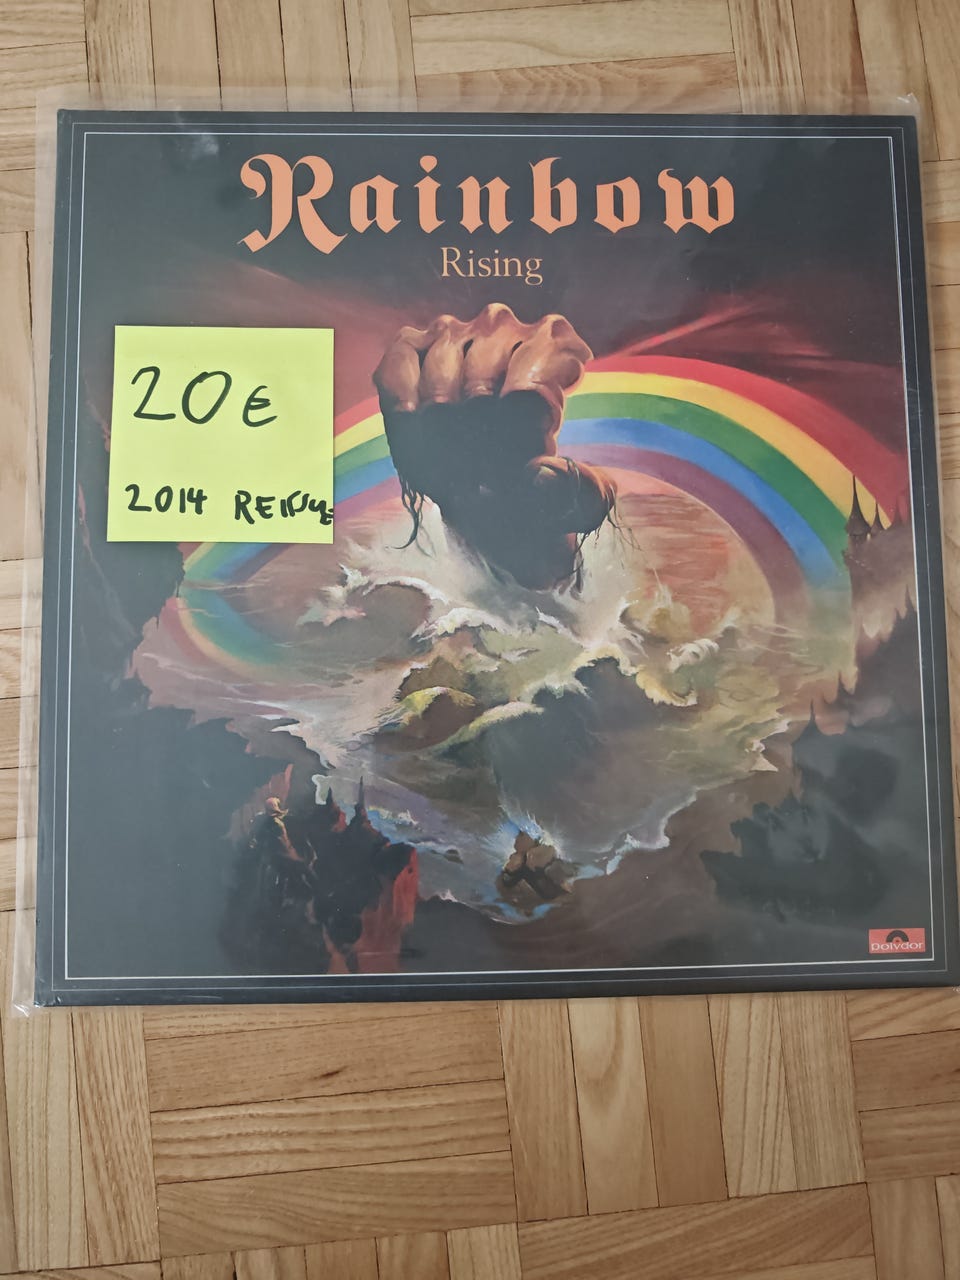 Rainbow
Rising
20€
2014 REISSUE
Polydor